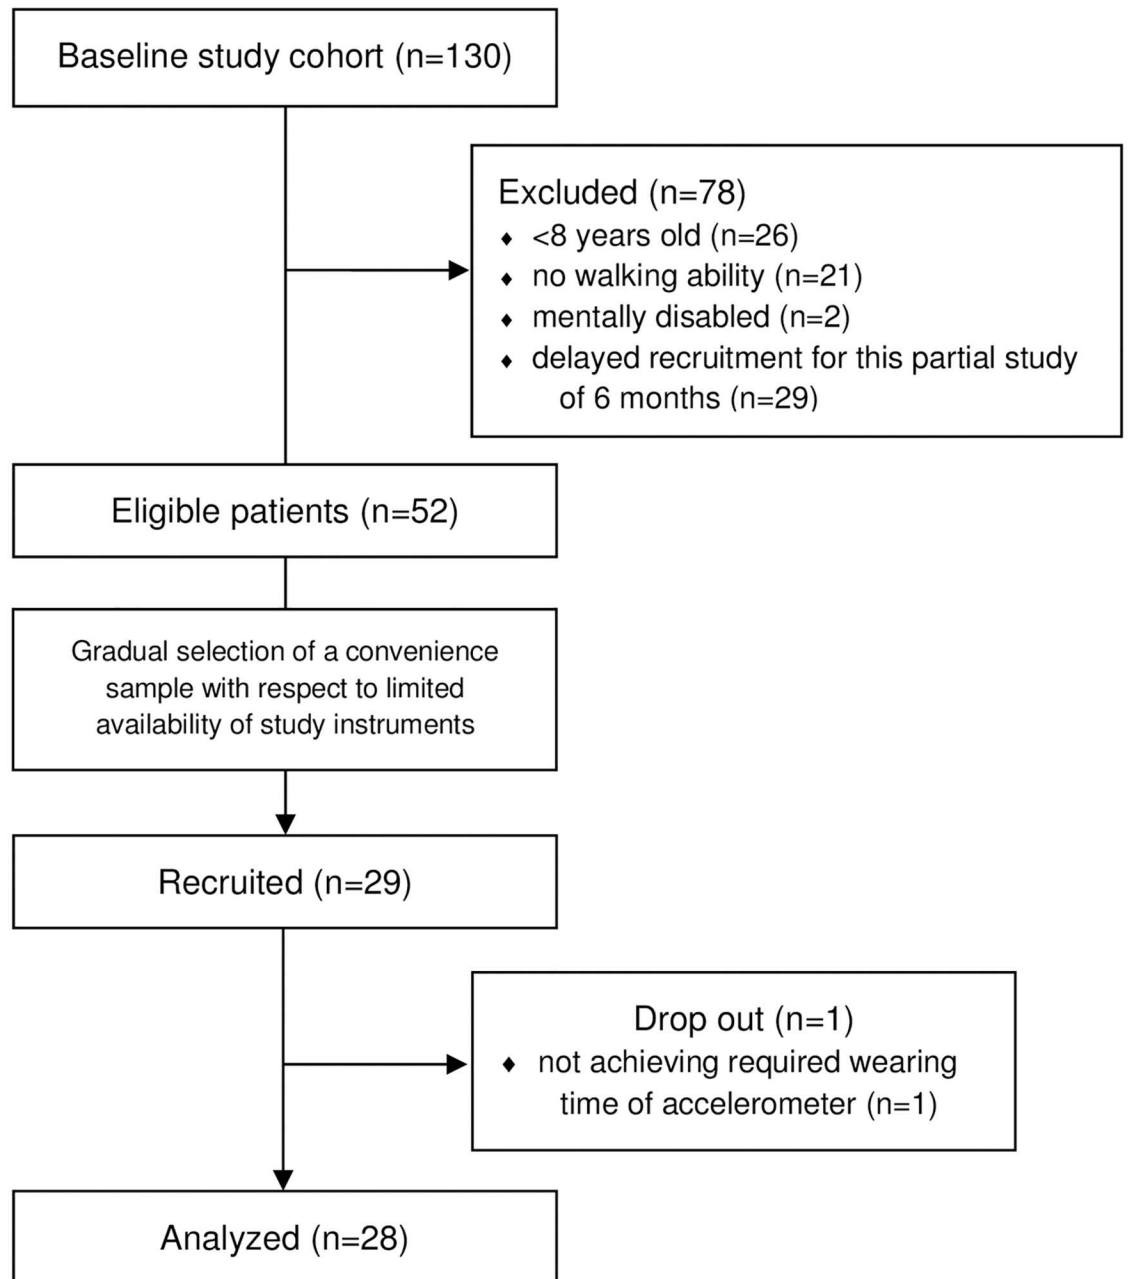 Baseline study cohort (n=130)
Excluded (n=78)
♦ <8 years old (n=26)
♦ no walking ability (n=21)
♦ mentally disabled (n=2)
♦ delayed recruitment for this partial study
of 6 months (n=29)
Eligible patients (n=52)
Gradual selection of a convenience
sample with respect to limited
availability of study instruments
Recruited (n=29)
Drop out (n=1)
♦ not achieving required wearing
time of accelerometer (n=1)
Analyzed (n=28)